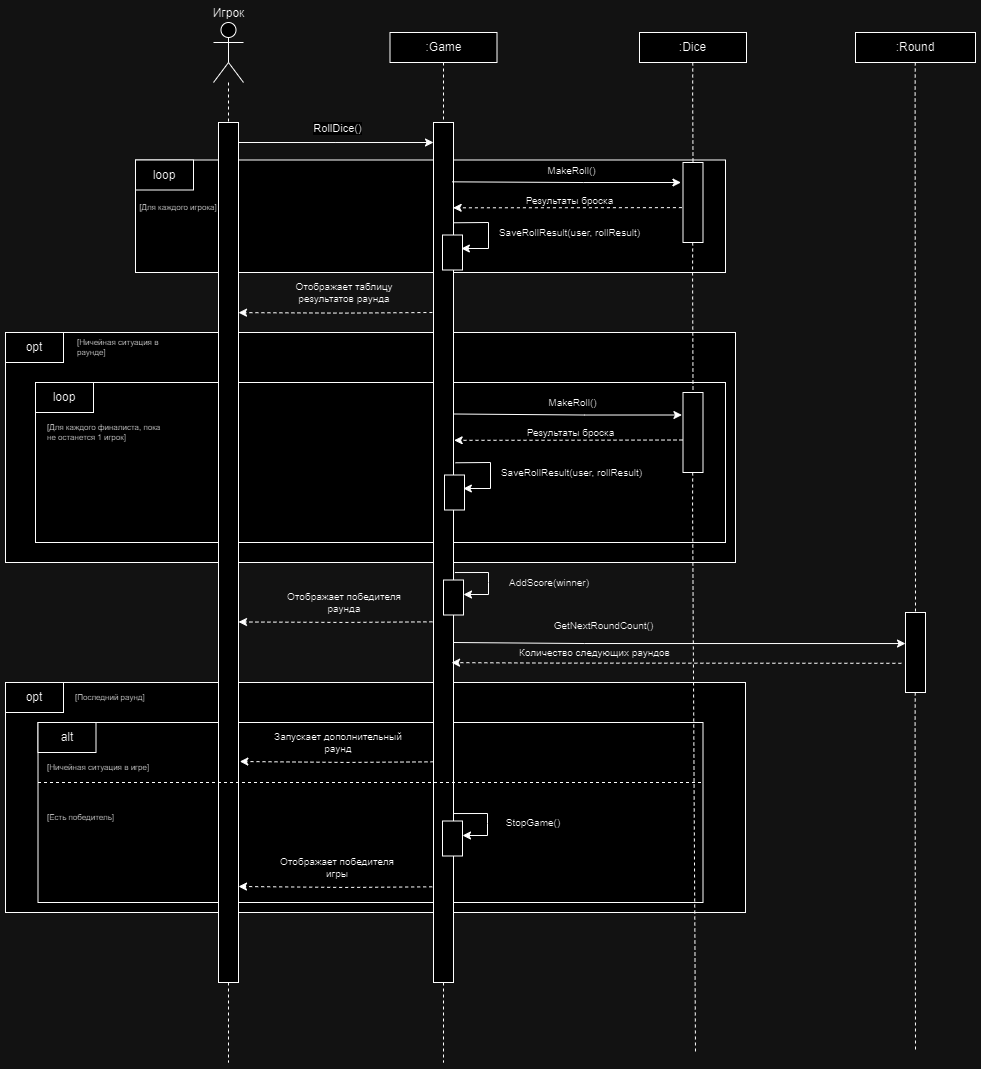 Игрок
:Game
:Dice
:Round
RollDice()
loop
[Для каждого игрока]
MakeRoll()
Результаты броска
SaveRollResult(user, rollResult)
Отображает таблицу
результатов раунда
opt
[Ничейная ситуация в
раунде]
loop
[Для каждого финалиста, пока
не останется 1 игрок]
MakeRoll()
Результаты броска
SaveRollResult(user, rollResult)
AddScore(winner)
Отображает победителя
раунда
GetNextRoundCount()
Количество следующих раундов
opt
[Последний раунд]
alt
Запускает дополнительный
раунд
[Ничейная ситуация в игре]
[Есть победитель]
StopGame()
Отображает победителя
игры